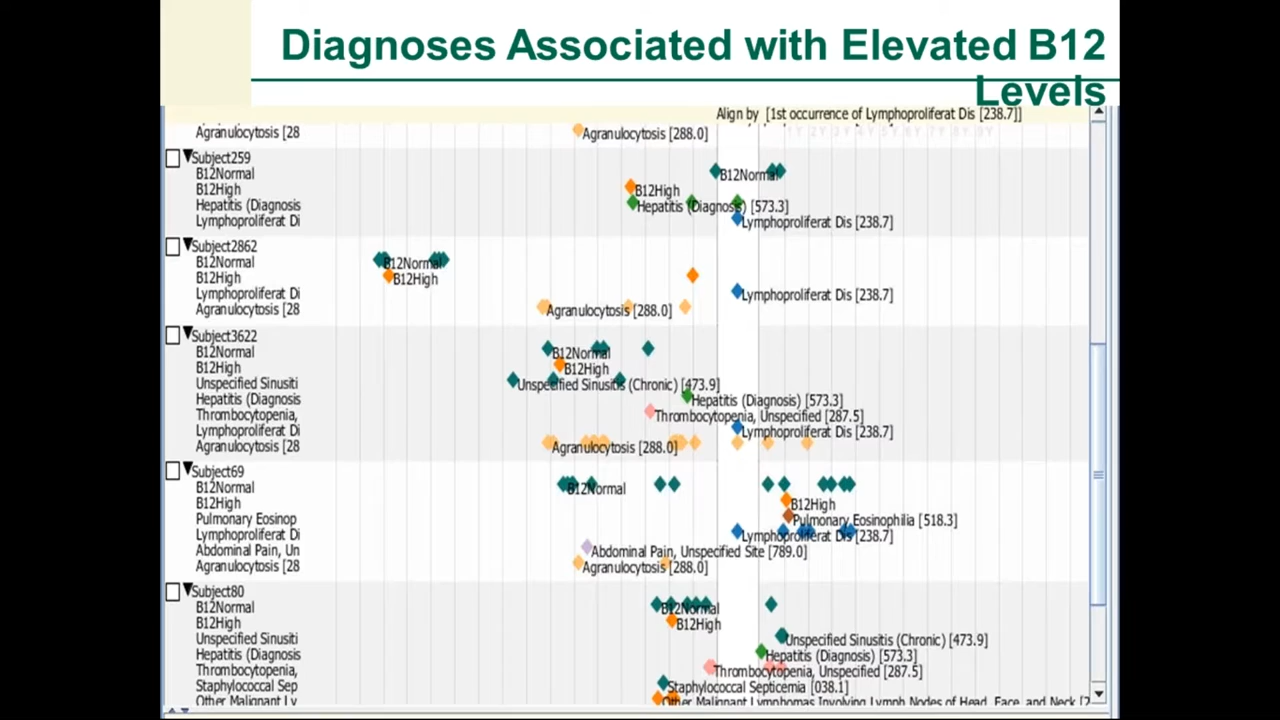 Diagnoses Associated with Elevated B12
Levels
Align by [1st occurrence of Lymphoproliferat Dis [238.7]]
Agranulocytosis [28 Agranulocytosis [288.0]
Subject259
B12Normal B12Normal
B12High B12High
Hepatitis (Diagnosis Hepatitis (Diagnosis) [573.3]
Lymphoproliferat Di Lymphoproliferat Dis [238.7]
Subject2862
B12Normal B12Normal
B12High B12High
Lymphoproliferat Di Lymphoproliferat Dis [238.7]
Agranulocytosis [28 Agranulocytosis [288.0]
Subject3622
B12Normal B12Normal
B12High B12High
Unspecified Sinusiti Unspecified Sinusitis (Chronic) [473.9]
Hepatitis (Diagnosis Hepatitis (Diagnosis) [573.3]
Thrombocytopenia, Thrombocytopenia, Unspecified [287.5]
Lymphoproliferat Di Lymphoproliferat Dis [238.7]
Agranulocytosis [28 Agranulocytosis [288.0]
Subject69
B12Normal B12Normal
B12High B12High
Pulmonary Eosinop Pulmonary Eosinophilia [518.3]
Lymphoproliferat Di Lymphoproliferat Dis [238.7]
Abdominal Pain, Un Abdominal Pain, Unspecified Site [789.0]
Agranulocytosis [28 Agranulocytosis [288.0]
Subject80
B12Normal B12Normal
B12High B12High
Unspecified Sinusiti Unspecified Sinusitis (Chronic) [473.9]
Hepatitis (Diagnosis Hepatitis (Diagnosis) [573.3]
Thrombocytopenia, Thrombocytopenia, Unspecified [287.5]
Staphylococcal Sep Staphylococcal Septicemia [038.1]
Other Malignant Ly Other Malignant Lymphomas Involving Lymph Nodes of Head, Face, and Neck [2